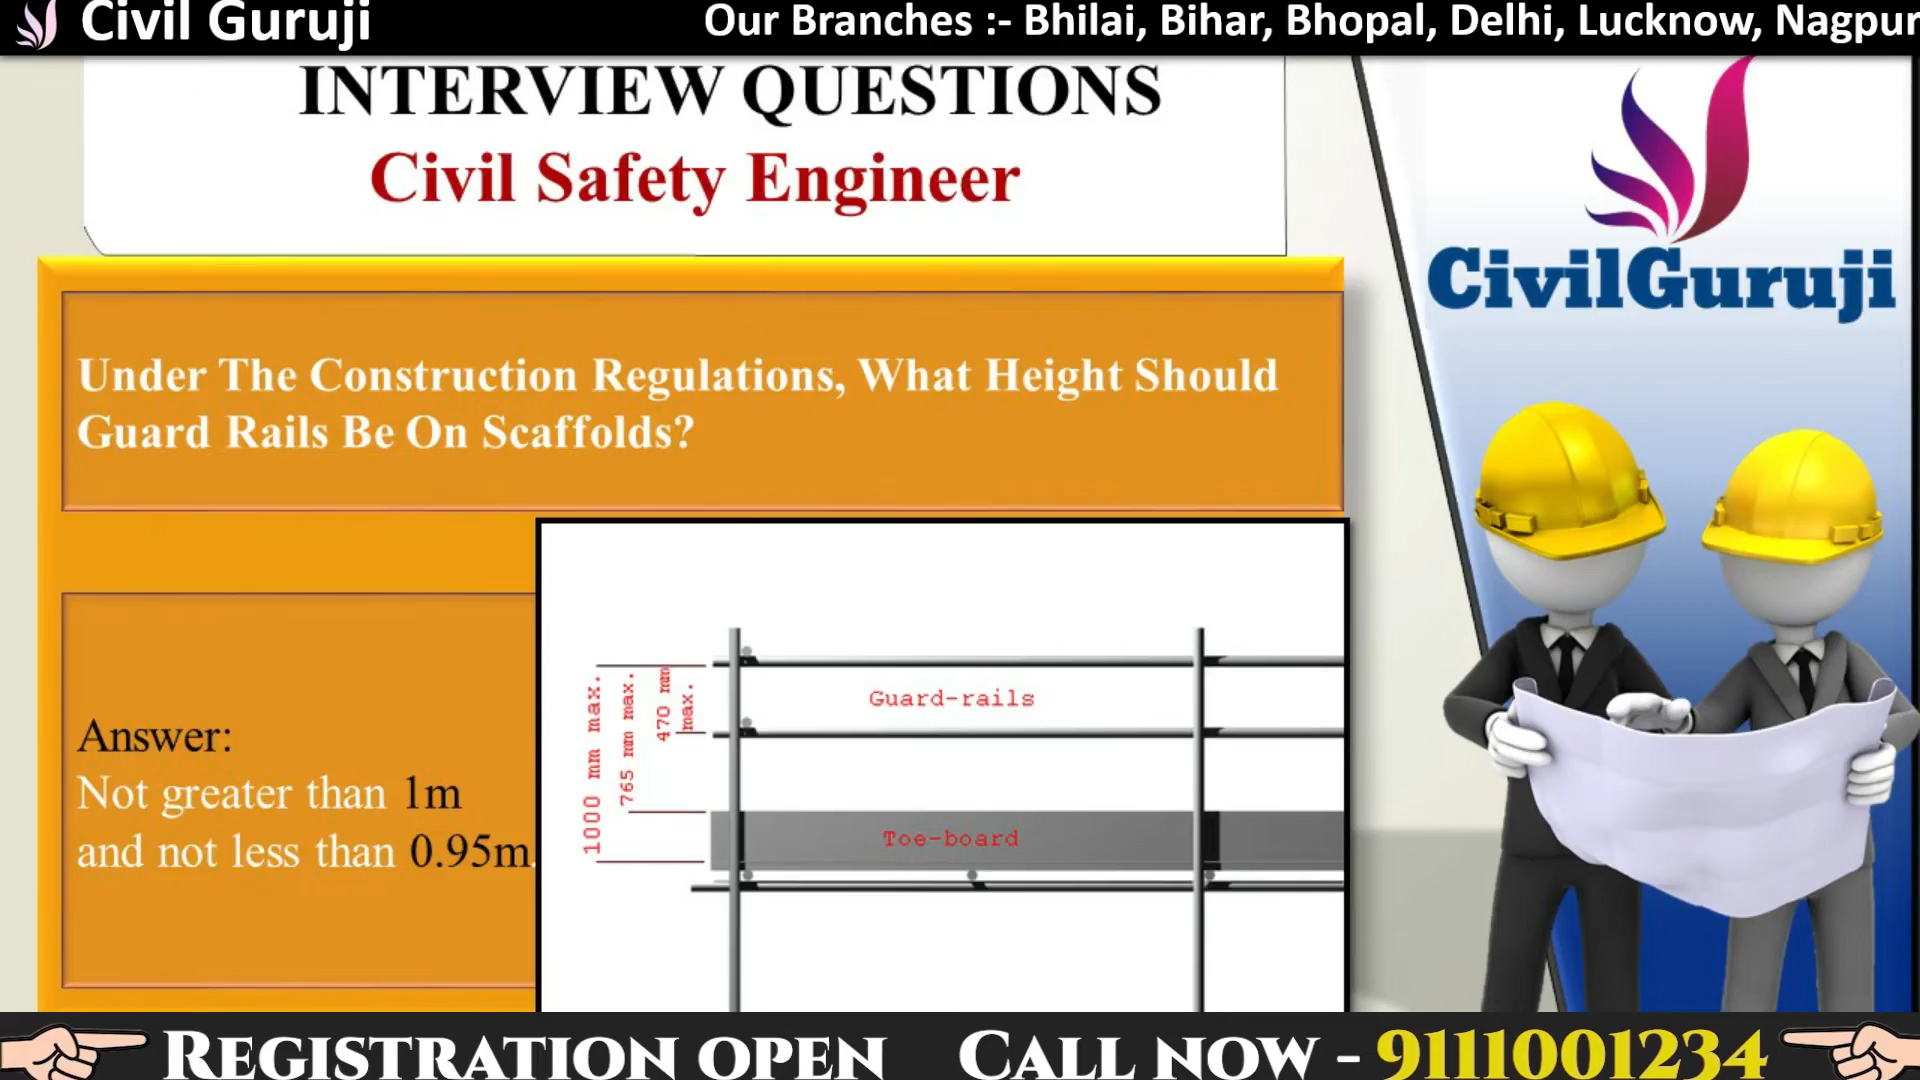 Civil Guruji
Our Branches :- Bhilai, Bihar, Bhopal, Delhi, Lucknow, Nagpur
INTERVIEW QUESTIONS
Civil Safety Engineer
CivilGuruji
Under The Construction Regulations, What Height Should
Guard Rails Be On Scaffolds?
Answer:
Not greater than 1m
and not less than 0.95m.
1000 mm max.
765 mm max.
470 mm
max.
Guard-rails
Toe-board
REGISTRATION OPEN CALL NOW - 9111001234